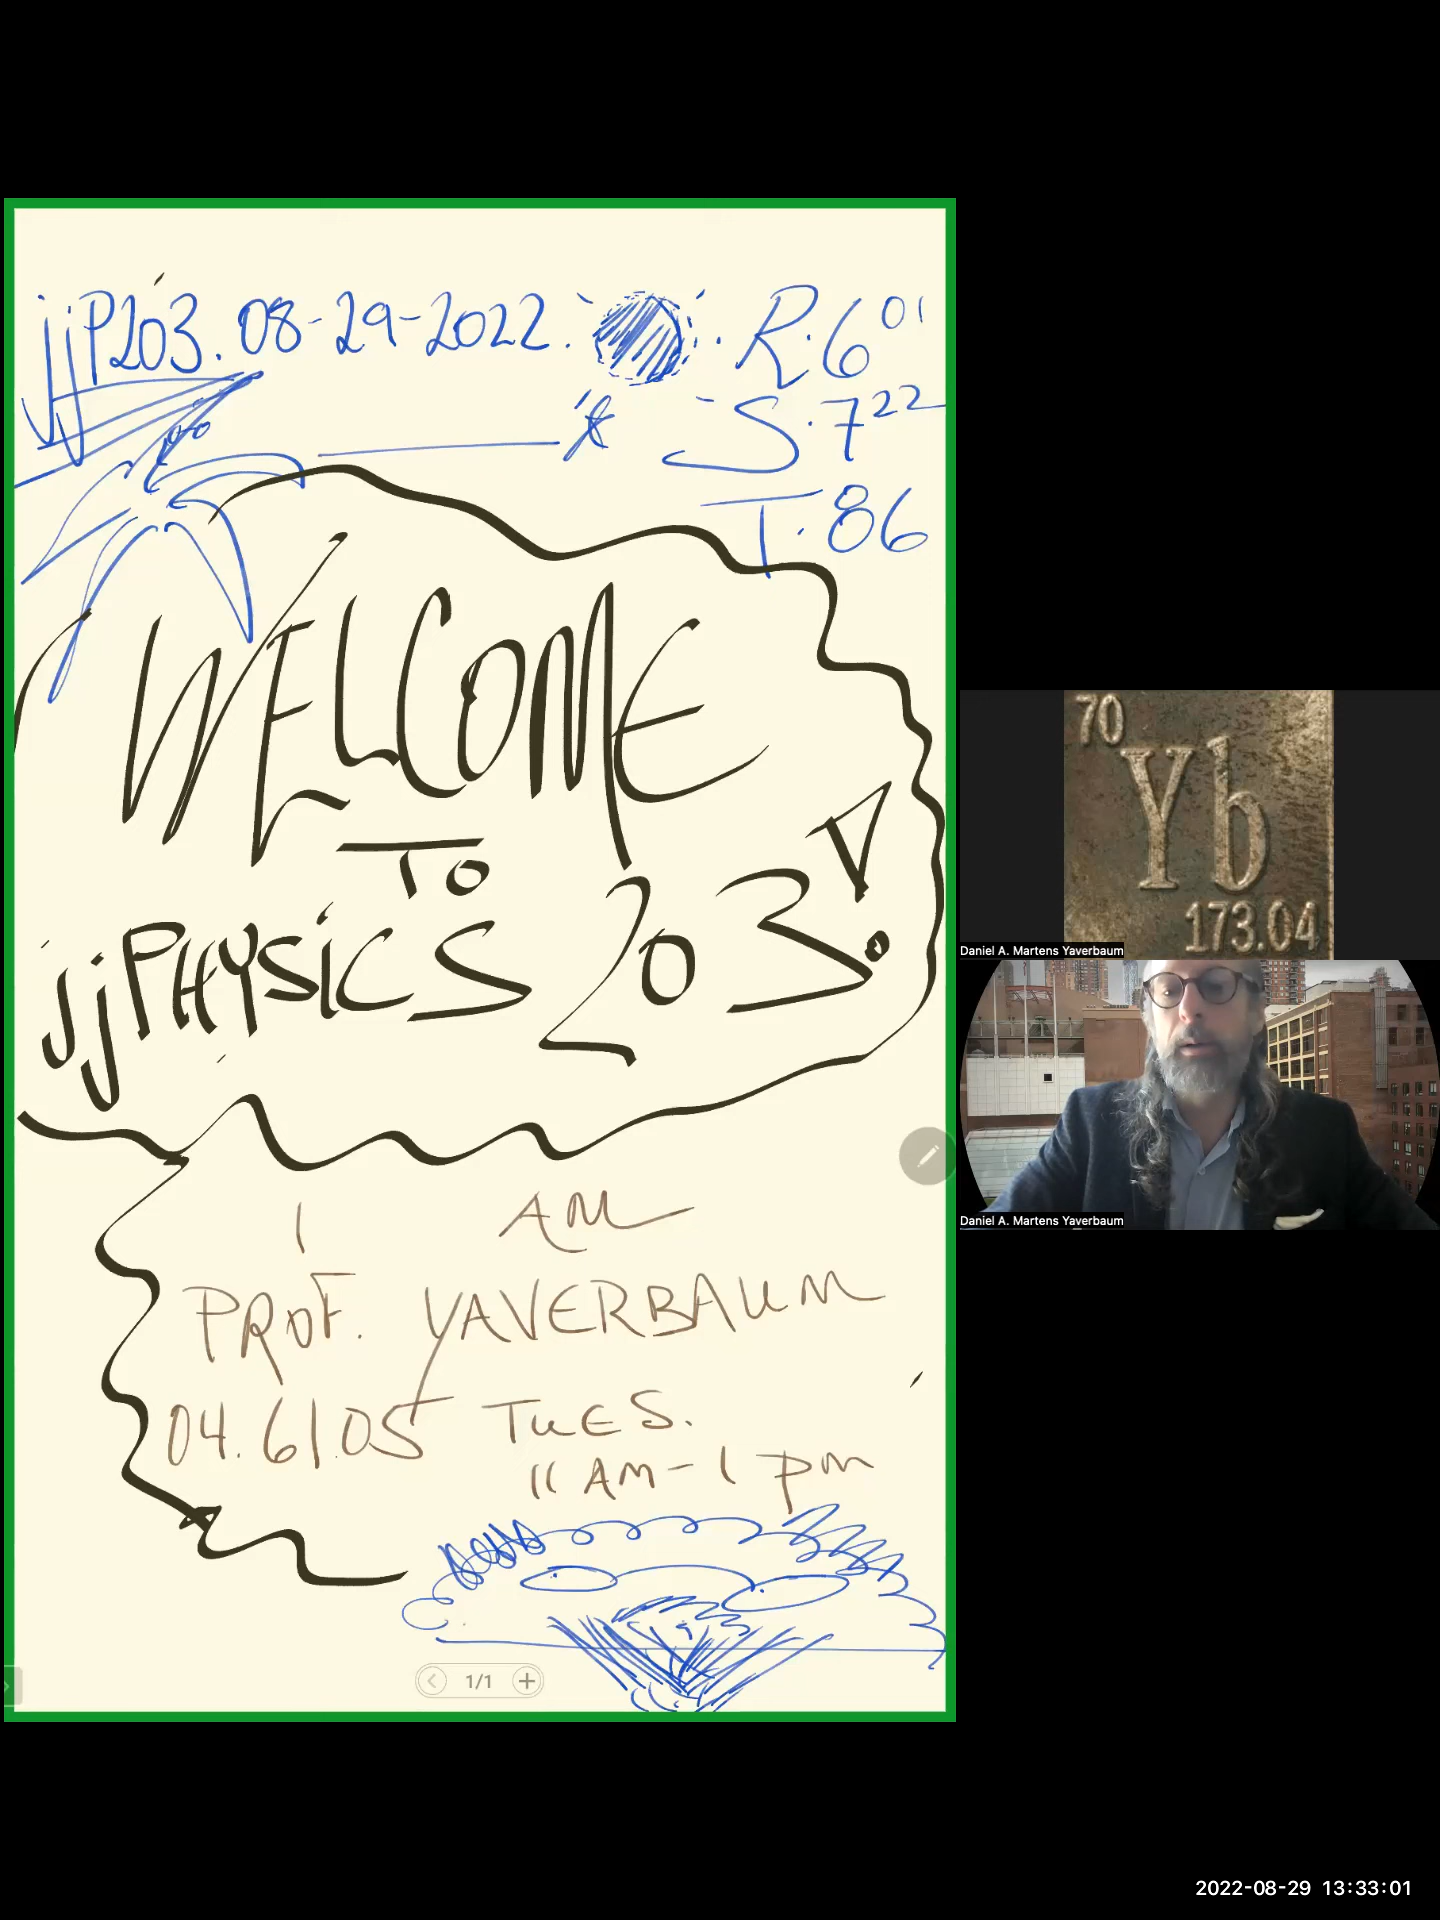 jjP203. 08-29-2022. . R.6⁰¹
S.7²²
T.86
WELCOME
TO
jjPHYSiCS 203!
I AM
PROF. YAVERBAUM
04.61.05 TUES.
11 AM - 1 pm
1/1
70
Yb
173.04
Daniel A. Martens Yaverbaum
Daniel A. Martens Yaverbaum
2022-08-29 13:33:01